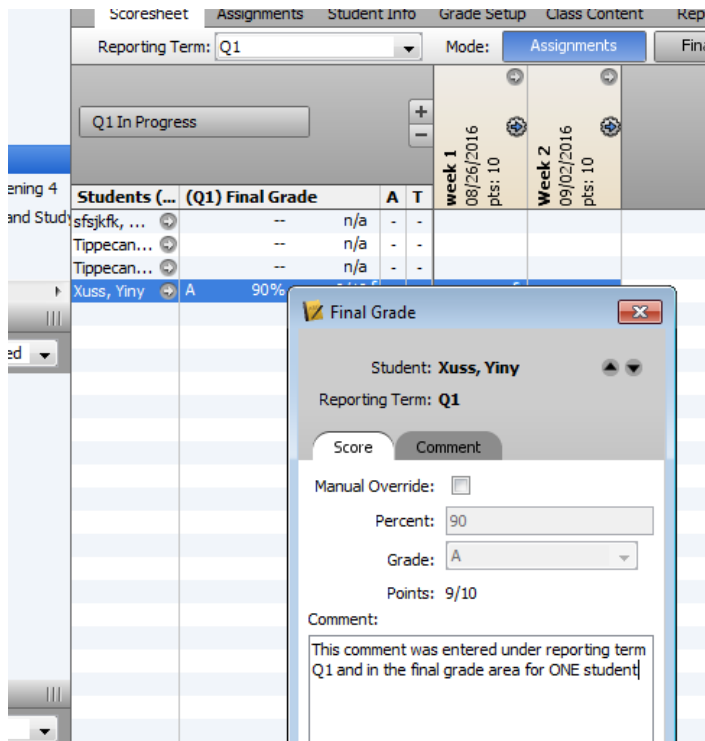 Scoresheet Assignments Student Info Grade Setup Class Content Rep
Reporting Term: Q1 Mode: Assignments Fin
Q1 In Progress
+
−
week 1
08/26/2016
pts: 10
Week 2
09/02/2016
pts: 10
ening 4
and Study
Students (... (Q1) Final Grade A T
sfsjkfk, ... -- n/a - -
Tippecan... -- n/a - -
Tippecan... -- n/a - -
Xuss, Yiny A 90%
ed
Final Grade
Student: Xuss, Yiny
Reporting Term: Q1
Score Comment
Manual Override:
Percent: 90
Grade: A
Points: 9/10
Comment:
This comment was entered under reporting term
Q1 and in the final grade area for ONE student